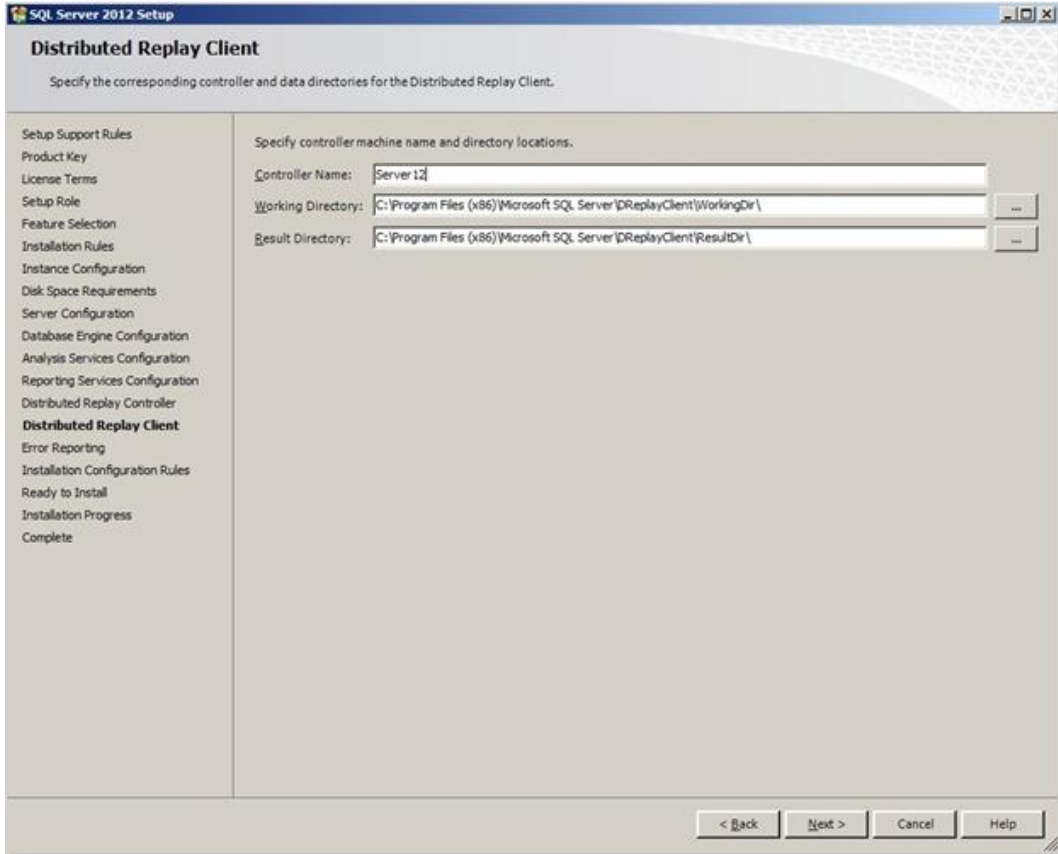 SQL Server 2012 Setup
Distributed Replay Client
Specify the corresponding controller and data directories for the Distributed Replay Client.
Setup Support Rules
Product Key
License Terms
Setup Role
Feature Selection
Installation Rules
Instance Configuration
Disk Space Requirements
Server Configuration
Database Engine Configuration
Analysis Services Configuration
Reporting Services Configuration
Distributed Replay Controller
Distributed Replay Client
Error Reporting
Installation Configuration Rules
Ready to Install
Installation Progress
Complete
Specify controller machine name and directory locations.
Controller Name: Server12
Working Directory: C:\Program Files (x86)\Microsoft SQL Server\DReplayClient\WorkingDir\ ...
Result Directory: C:\Program Files (x86)\Microsoft SQL Server\DReplayClient\ResultDir\ ...
< Back Next > Cancel Help